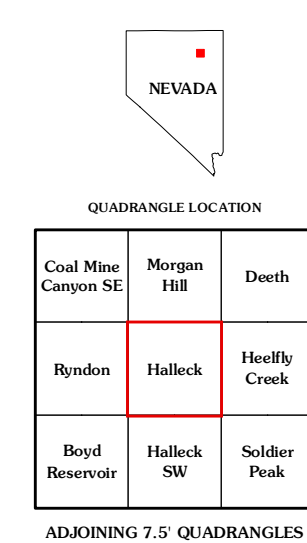 NEVADA
QUADRANGLE LOCATION
Coal Mine
Canyon SE
Morgan
Hill
Deeth
Ryndon
Halleck
Heelfly
Creek
Boyd
Reservoir
Halleck
SW
Soldier
Peak
ADJOINING 7.5' QUADRANGLES